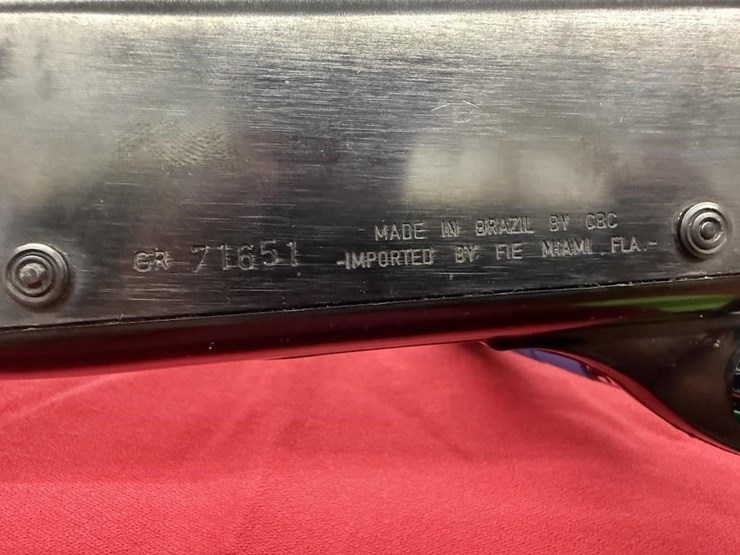 GR 71651
MADE IN BRAZIL BY CBC
-IMPORTED BY FIE MIAMI, FLA.-